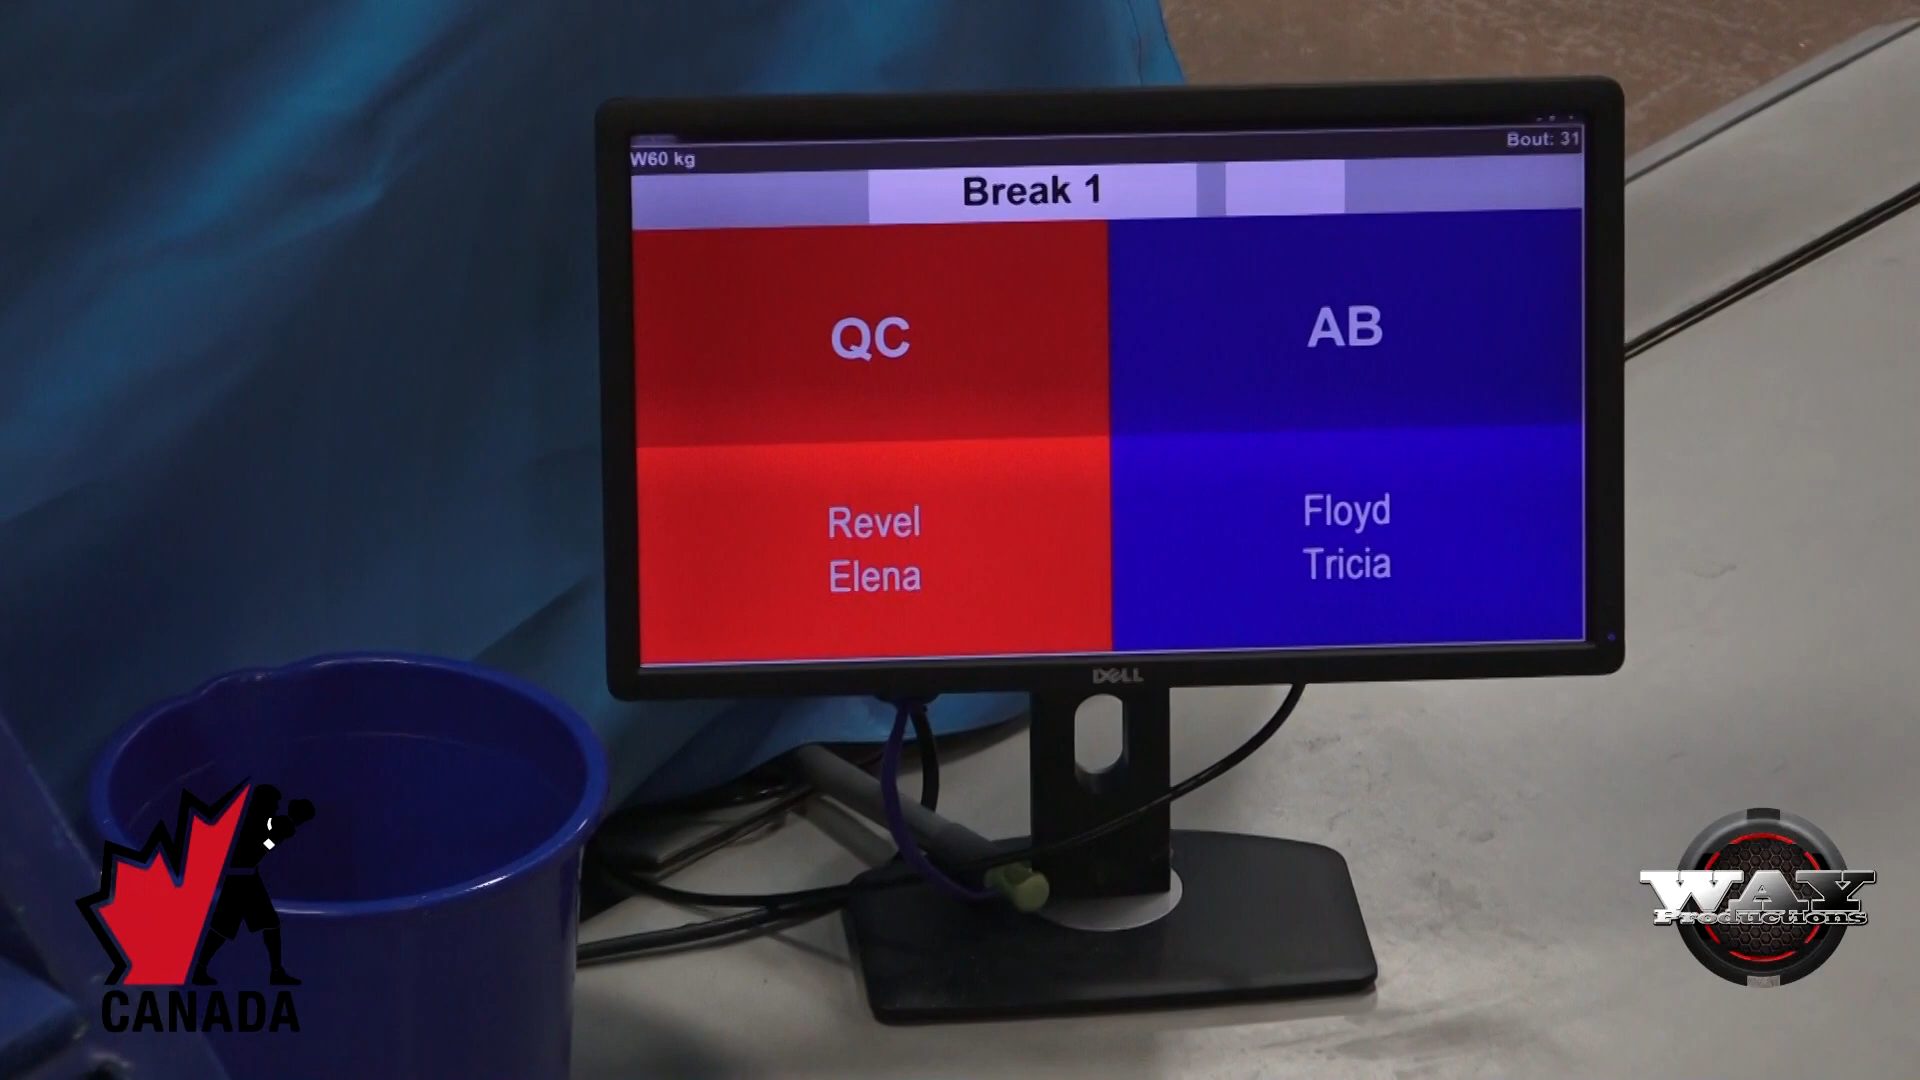 W60 kg
Bout: 31
Break 1
QC
AB
Revel
Elena
Floyd
Tricia
DELL
CANADA
WAY
Productions